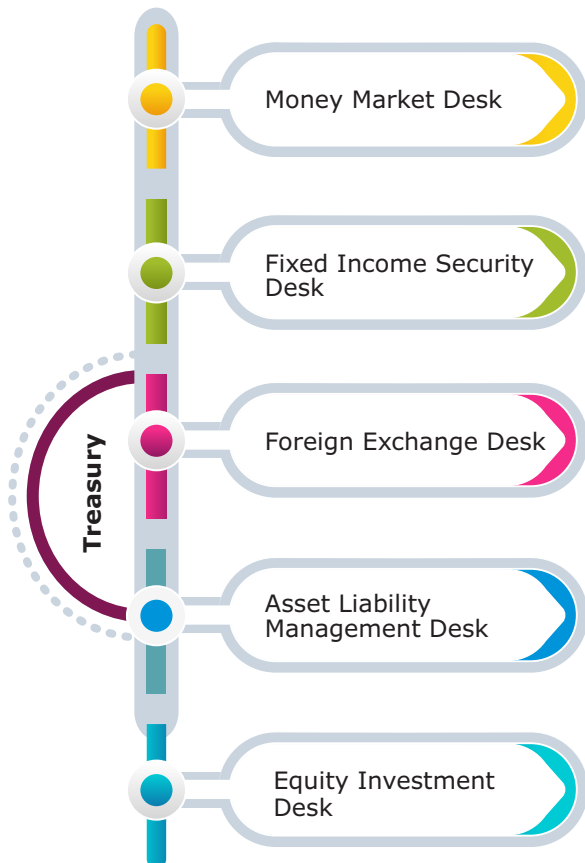 Money Market Desk
Fixed Income Security
Desk
Treasury
Foreign Exchange Desk
Asset Liability
Management Desk
Equity Investment
Desk